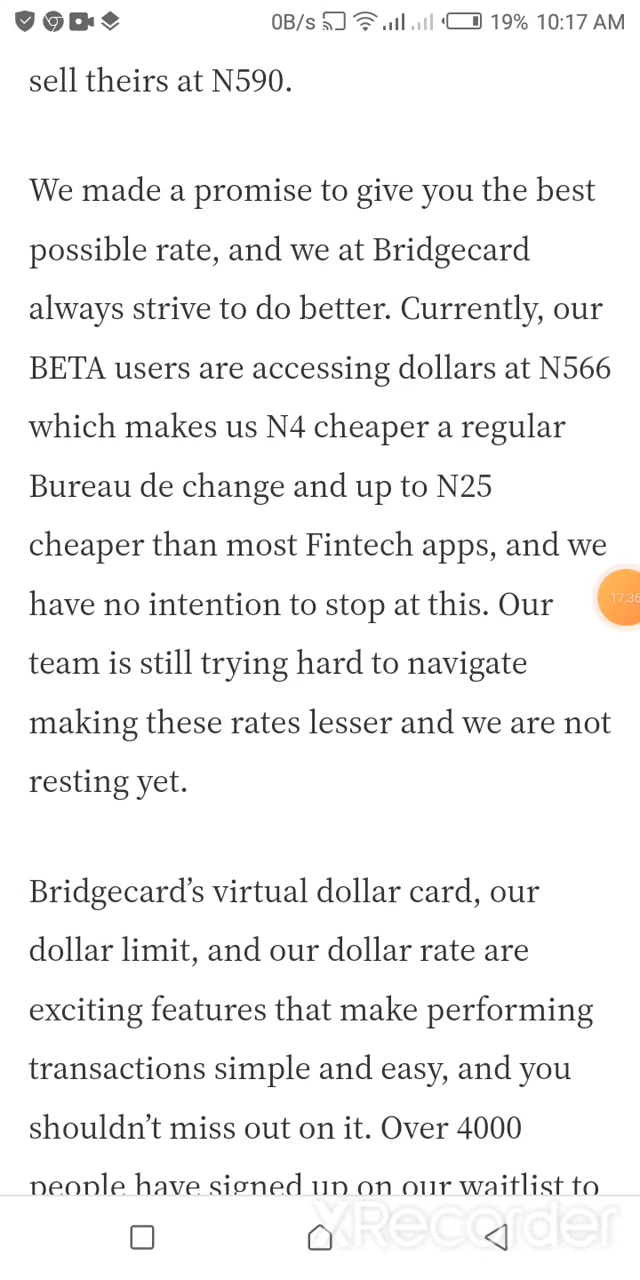 0B/s 19% 10:17 AM
sell theirs at N590.
We made a promise to give you the best
possible rate, and we at Bridgecard
always strive to do better. Currently, our
BETA users are accessing dollars at N566
which makes us N4 cheaper a regular
Bureau de change and up to N25
cheaper than most Fintech apps, and we
have no intention to stop at this. Our
17:36
team is still trying hard to navigate
making these rates lesser and we are not
resting yet.
Bridgecard’s virtual dollar card, our
dollar limit, and our dollar rate are
exciting features that make performing
transactions simple and easy, and you
shouldn’t miss out on it. Over 4000
people have signed up on our waitlist to
XRecorder